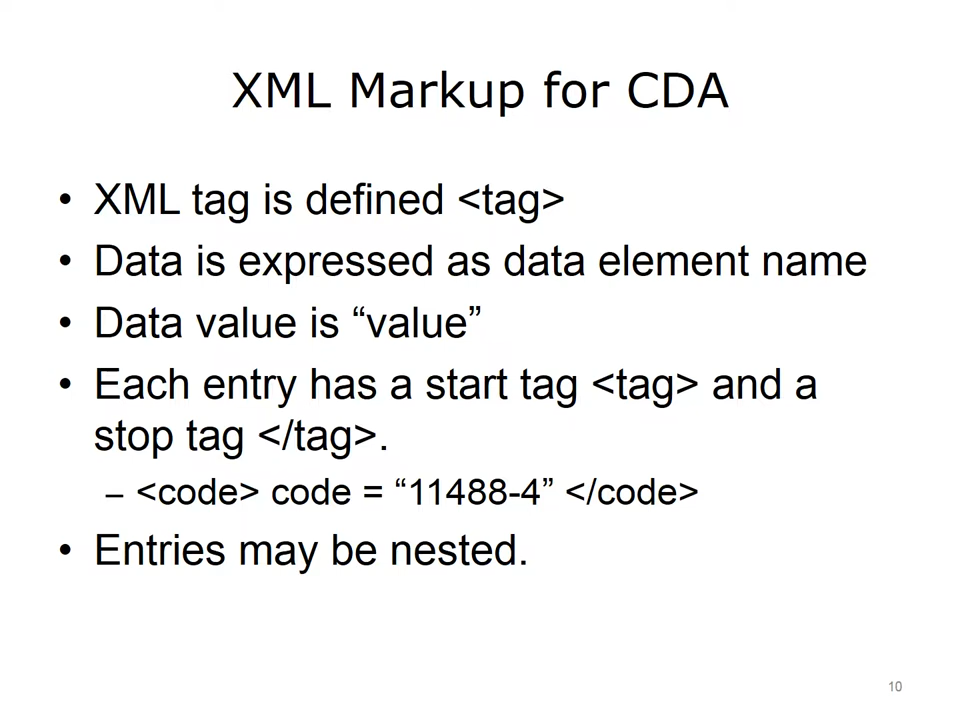 XML Markup for CDA
• XML tag is defined <tag>
• Data is expressed as data element name
• Data value is “value”
• Each entry has a start tag <tag> and a
stop tag </tag>.
– <code> code = “11488-4” </code>
• Entries may be nested.
10